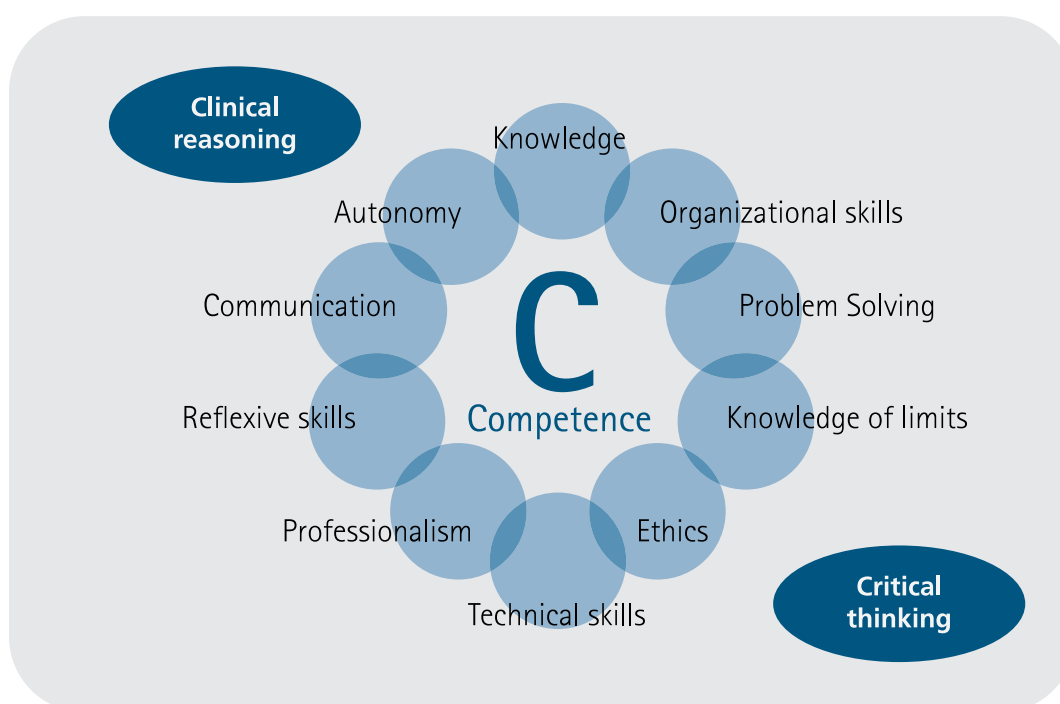 Clinical
reasoning
Knowledge
Autonomy
Organizational skills
Communication
Problem Solving
C
Competence
Reflexive skills
Knowledge of limits
Professionalism
Ethics
Technical skills
Critical
thinking